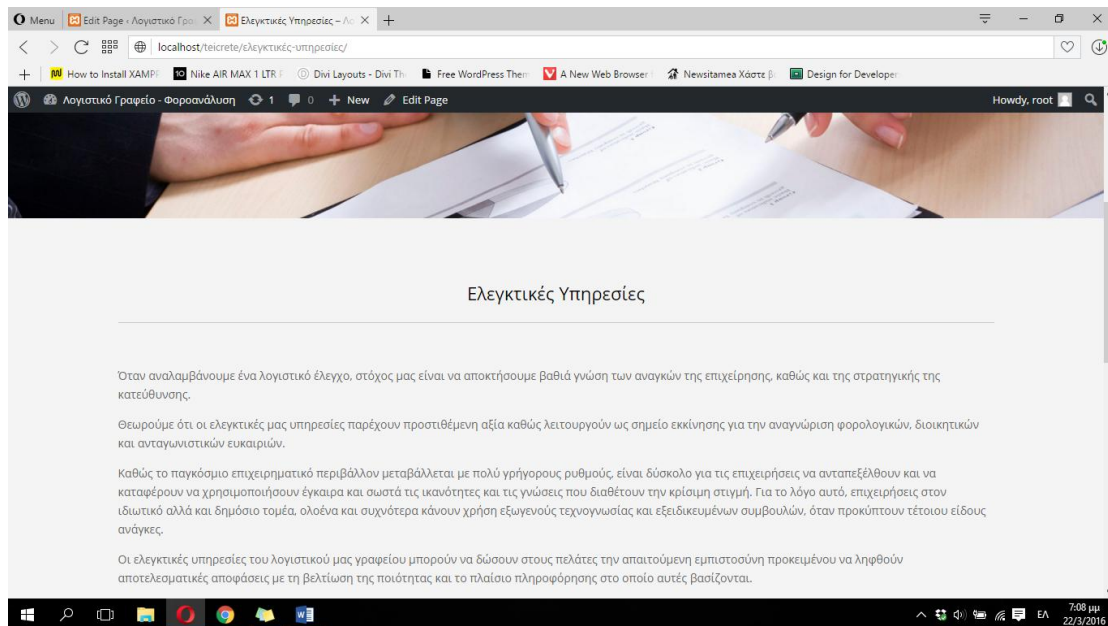 Menu Edit Page ‹ Λογιστικό Γρα Ελεγκτικές Υπηρεσίες – Λο
localhost/teicrete/ελεγκτικές-υπηρεσίες/
How to Install XAMPP Nike AIR MAX 1 LTR Divi Layouts - Divi Th Free WordPress Them A New Web Browser Newsitamea Χάστε β Design for Developer
Λογιστικό Γραφείο - Φοροανάλυση 1 0 New Edit Page Howdy, root
Ελεγκτικές Υπηρεσίες
Όταν αναλαμβάνουμε ένα λογιστικό έλεγχο, στόχος μας είναι να αποκτήσουμε βαθιά γνώση των αναγκών της επιχείρησης, καθώς και της στρατηγικής της
κατεύθυνσης.
Θεωρούμε ότι οι ελεγκτικές μας υπηρεσίες παρέχουν προστιθέμενη αξία καθώς λειτουργούν ως σημείο εκκίνησης για την αναγνώριση φορολογικών, διοικητικών
και ανταγωνιστικών ευκαιριών.
Καθώς το παγκόσμιο επιχειρηματικό περιβάλλον μεταβάλλεται με πολύ γρήγορους ρυθμούς, είναι δύσκολο για τις επιχειρήσεις να ανταπεξέλθουν και να
καταφέρουν να χρησιμοποιήσουν έγκαιρα και σωστά τις ικανότητες και τις γνώσεις που διαθέτουν την κρίσιμη στιγμή. Για το λόγο αυτό, επιχειρήσεις στον
ιδιωτικό αλλά και δημόσιο τομέα, ολοένα και συχνότερα κάνουν χρήση εξωγενούς τεχνογνωσίας και εξειδικευμένων συμβουλών, όταν προκύπτουν τέτοιου είδους
ανάγκες.
Οι ελεγκτικές υπηρεσίες του λογιστικού μας γραφείου μπορούν να δώσουν στους πελάτες την απαιτούμενη εμπιστοσύνη προκειμένου να ληφθούν
αποτελεσματικές αποφάσεις με τη βελτίωση της ποιότητας και το πλαίσιο πληροφόρησης στο οποίο αυτές βασίζονται.
ΕΛ 7:08 μμ
22/3/2016